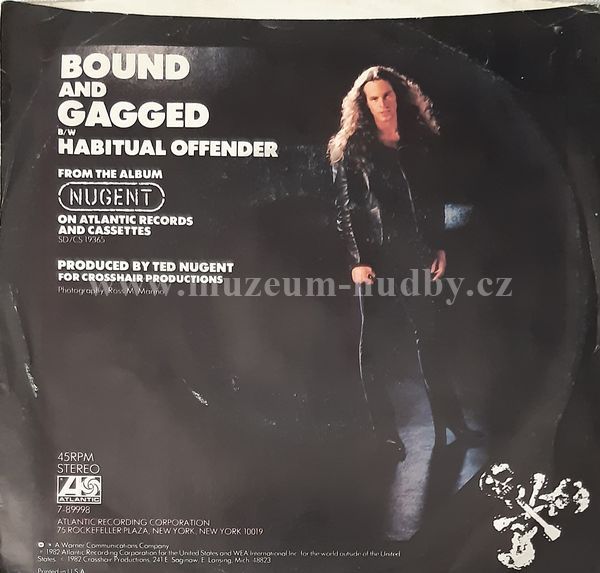 BOUND
AND
GAGGED
B/W
HABITUAL OFFENDER
FROM THE ALBUM
NUGENT
ON ATLANTIC RECORDS
AND CASSETTES
SD/CS 19365
PRODUCED BY TED NUGENT
FOR CROSSHAIR PRODUCTIONS
Photography: Ross M. Marino
www.muzeum-hudby.cz
45RPM
STEREO
ATLANTIC
7-89998
ATLANTIC RECORDING CORPORATION
75 ROCKEFELLER PLAZA, NEW YORK, NEW YORK 10019
A Warner Communications Company
℗ 1982 Atlantic Recording Corporation for the United States and WEA International Inc. for the world outside of the United
States. © 1982 Crosshair Productions, 241 E. Saginaw, E. Lansing, Mich. 48823
Printed in U.S.A.